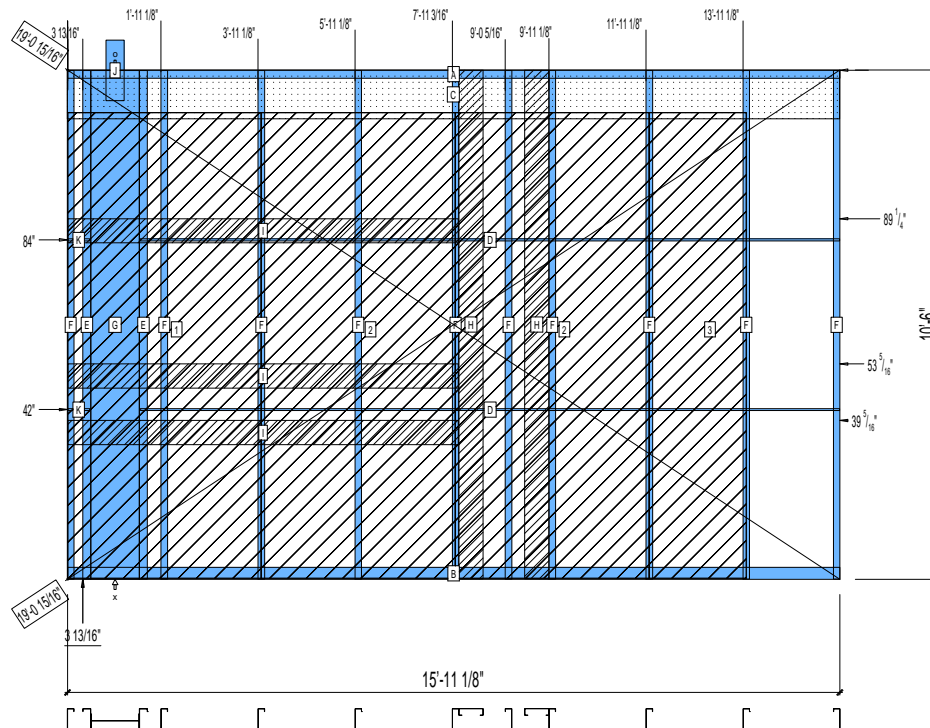 5'-11 1/8"
7'-11 3/16"
11'-11 1/8"
13'-11 1/8"
1'-11 1/8"
3'-11 1/8"
9'-0 5/16"
9'-11 1/8"
3 13/16"
19'-0 15/16"
J
A
C
89 1/4"
I
84"
K
D
F
E
G
E
F
1
F
F
2
F
H
F
H
F
2
F
3
F
F
10'-6"
53 5/16"
I
42"
K
D
39 5/16"
I
B
x
19'-0 15/16"
3 13/16"
15'-11 1/8"